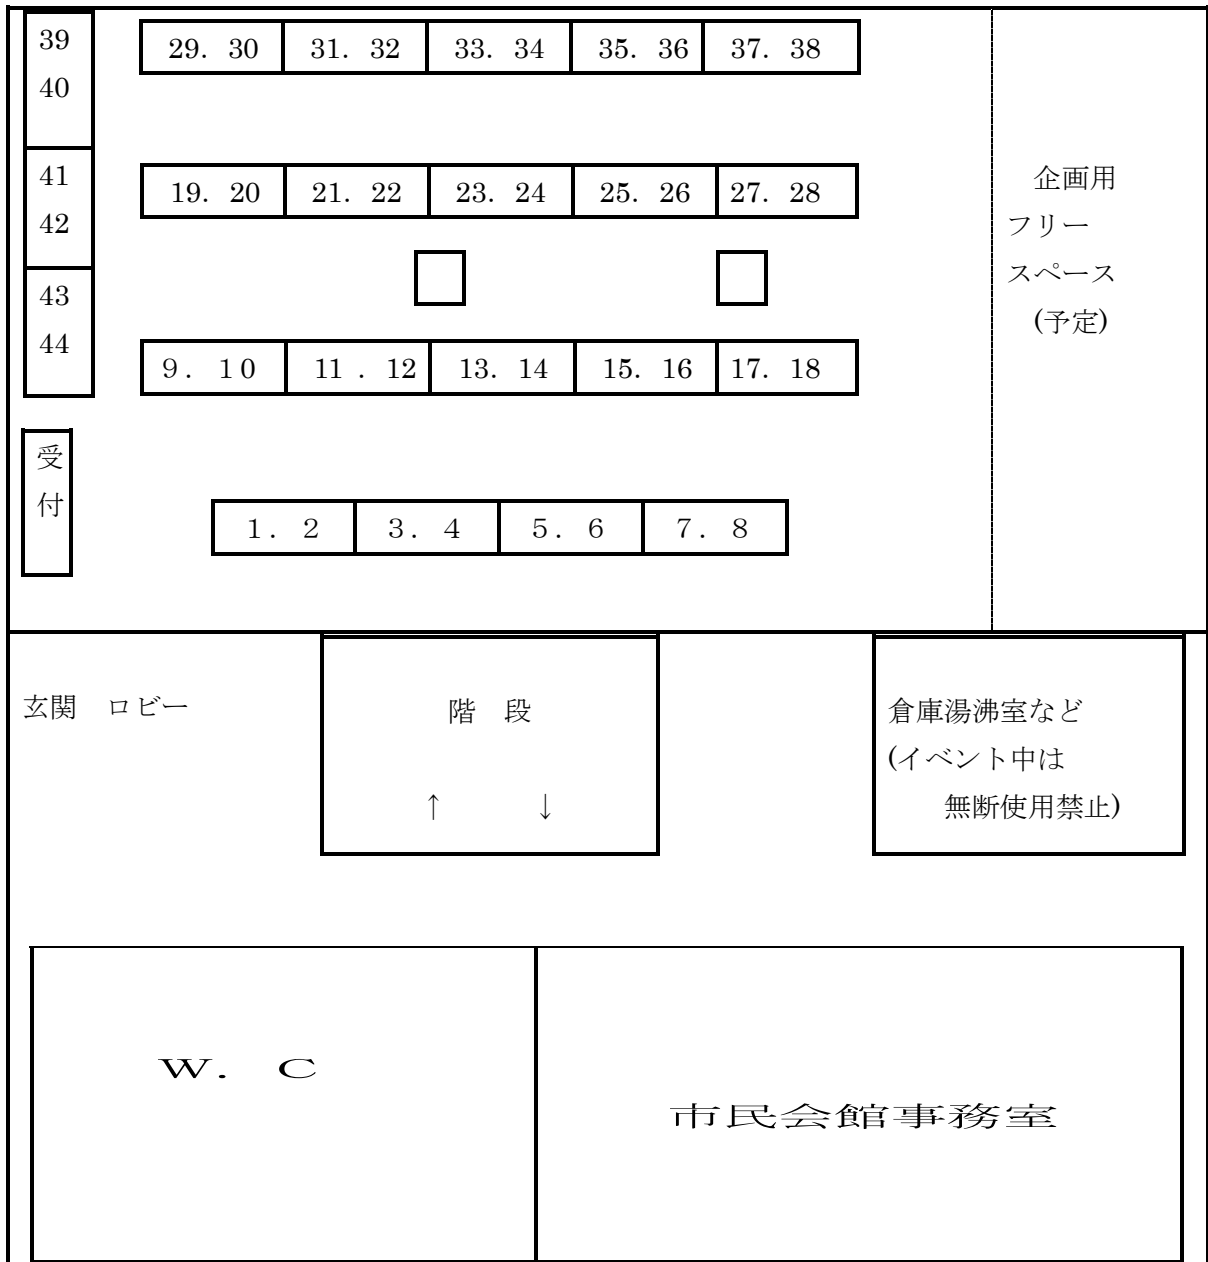 39
40
29. 30 31. 32 33. 34 35. 36 37. 38
41
42
19. 20 21. 22 23. 24 25. 26 27. 28
43
44
９. １０ 11 . 12 13. 14 15. 16 17. 18
企画用
フリー
スペース
(予定)
受
付
１. ２ ３. ４ ５. ６ ７. ８
玄関　ロビー
階　段
↑　　↓
倉庫湯沸室など
(イベント中は
無断使用禁止)
W.　C
市民会館事務室